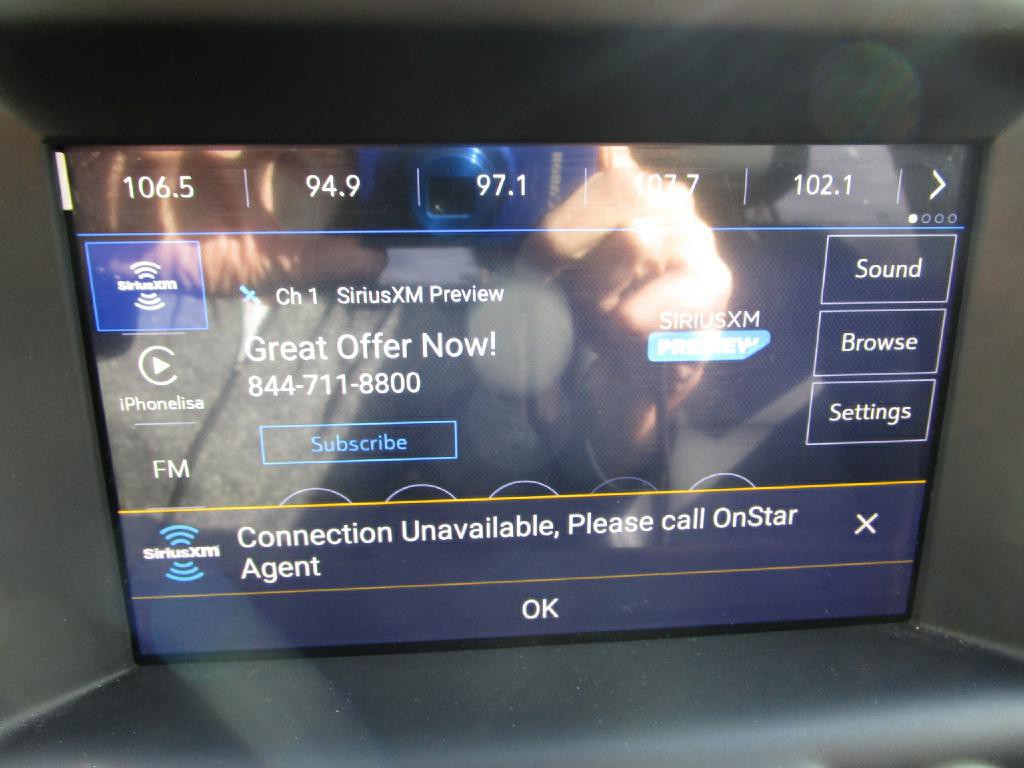 106.5 94.9 97.1 107.7 102.1
SiriusXM
Ch 1 SiriusXM Preview
Great Offer Now!
844-711-8800
Subscribe
SIRIUSXM
PREVIEW
iPhonelisa
FM
Sound
Browse
Settings
SiriusXM
Connection Unavailable, Please call OnStar
Agent
OK